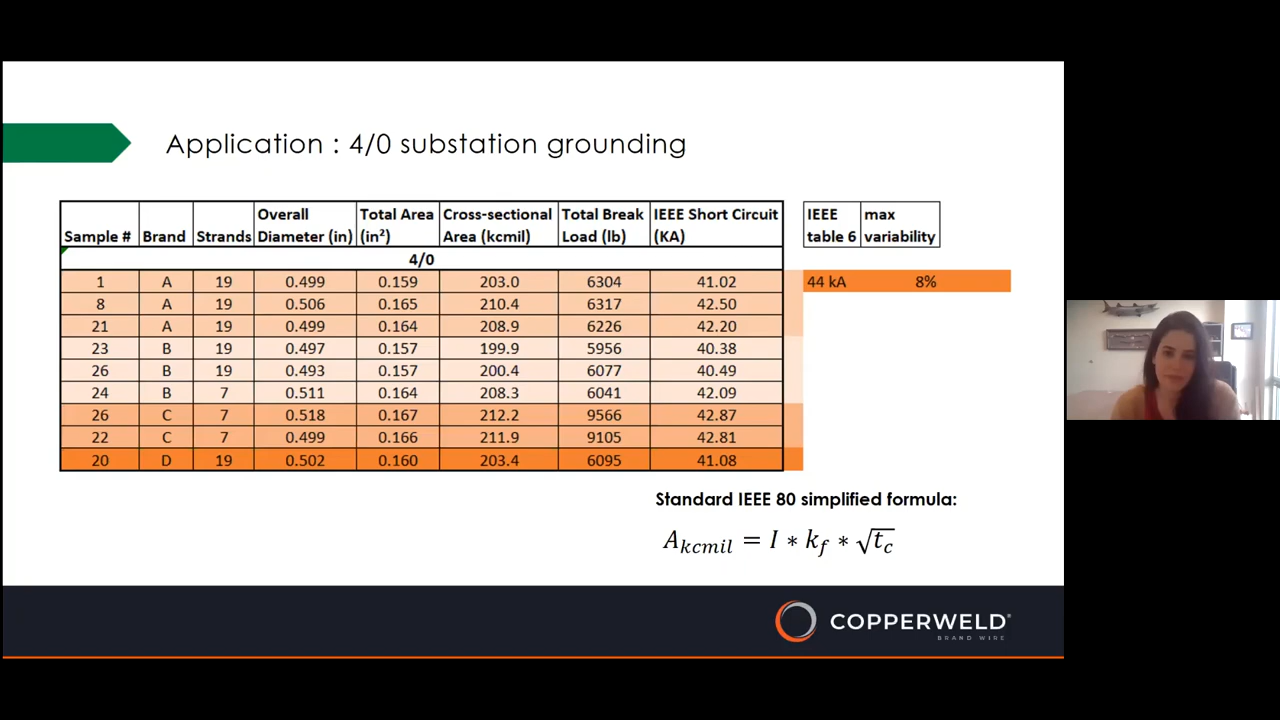 Application : 4/0 substation grounding
Overall Total Area Cross-sectional Total Break IEEE Short Circuit IEEE max
Sample # Brand Strands Diameter (in) (in²) Area (kcmil) Load (lb) (KA) table 6 variability
4/0
1 A 19 0.499 0.159 203.0 6304 41.02 44 kA 8%
8 A 19 0.506 0.165 210.4 6317 42.50
21 A 19 0.499 0.164 208.9 6226 42.20
23 B 19 0.497 0.157 199.9 5956 40.38
26 B 19 0.493 0.157 200.4 6077 40.49
24 B 7 0.511 0.164 208.3 6041 42.09
26 C 7 0.518 0.167 212.2 9566 42.87
22 C 7 0.499 0.166 211.9 9105 42.81
20 D 19 0.502 0.160 203.4 6095 41.08
Standard IEEE 80 simplified formula:
A_kcmil = I * k_f * √t_c
COPPERWELD®
BRAND WIRE